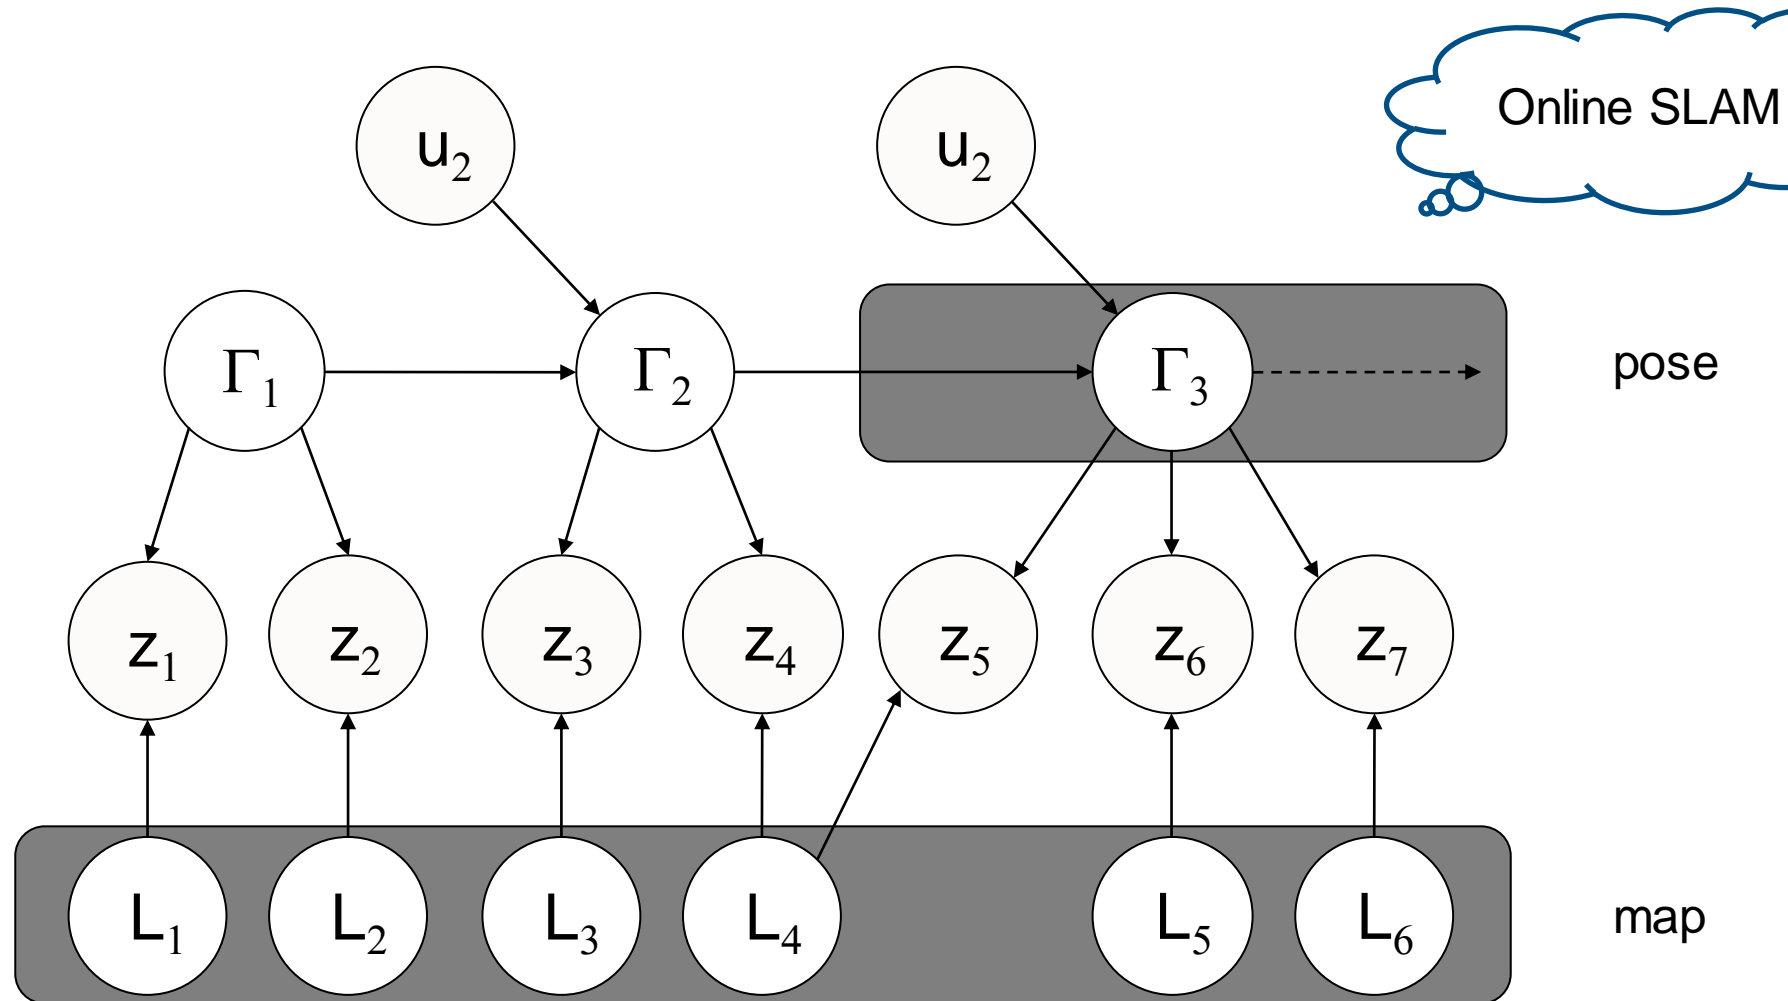 Online SLAM
u₂ u₂
Γ₁ Γ₂ Γ₃ pose
z₁ z₂ z₃ z₄ z₅ z₆ z₇
L₁ L₂ L₃ L₄ L₅ L₆ map